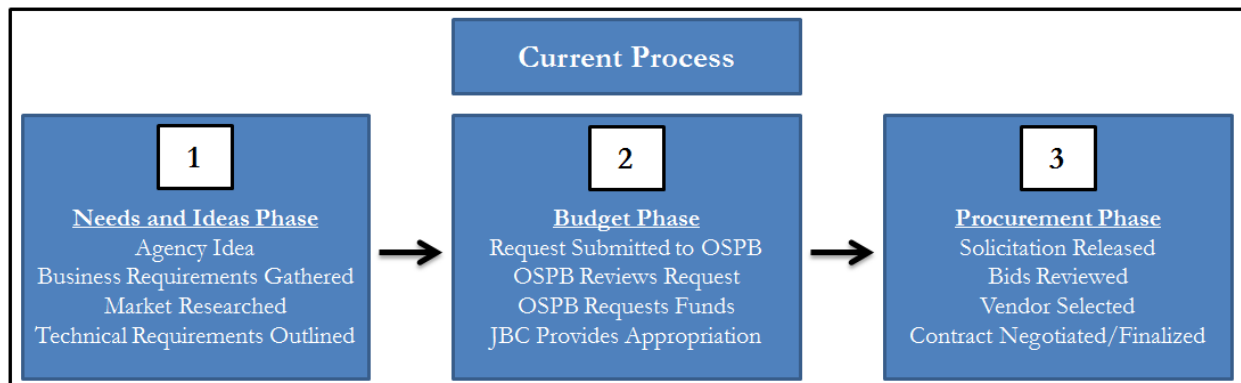 Current Process
1
Needs and Ideas Phase
Agency Idea
Business Requirements Gathered
Market Researched
Technical Requirements Outlined
2
Budget Phase
Request Submitted to OSPB
OSPB Reviews Request
OSPB Requests Funds
JBC Provides Appropriation
3
Procurement Phase
Solicitation Released
Bids Reviewed
Vendor Selected
Contract Negotiated/Finalized